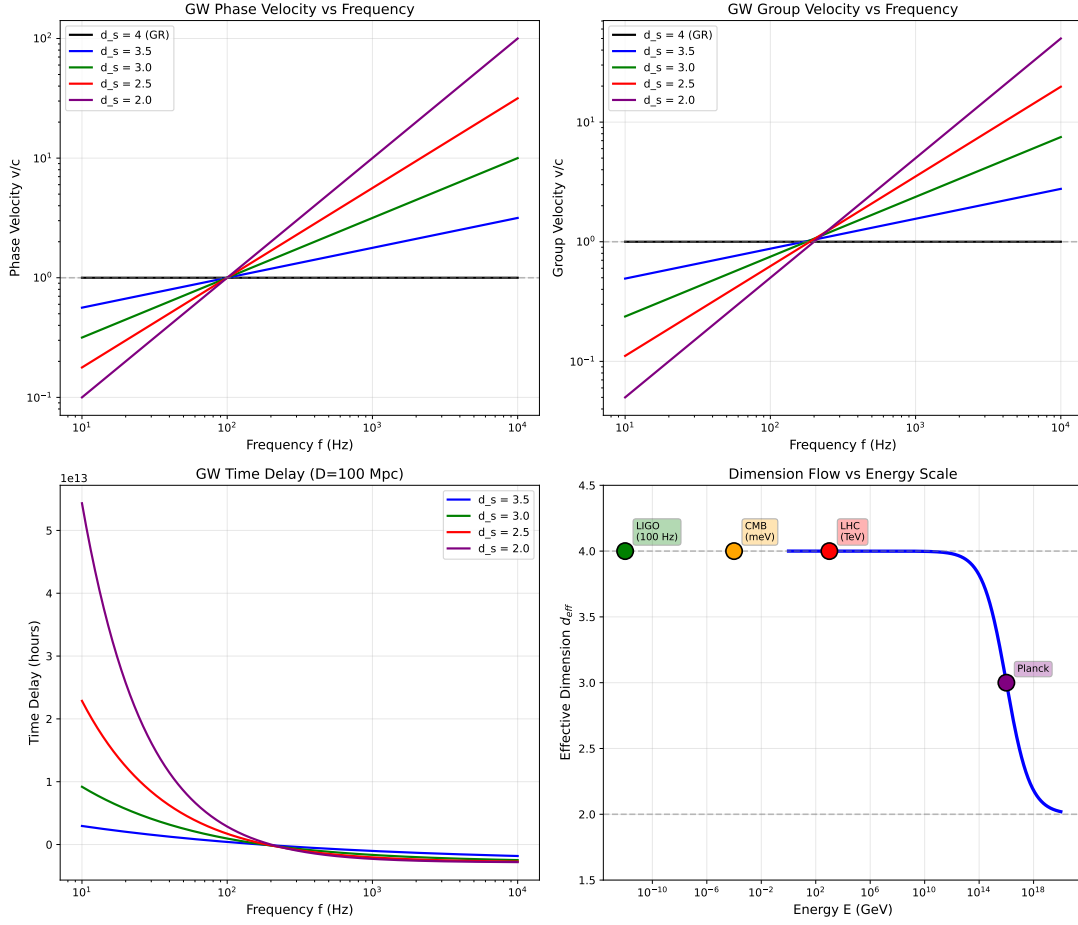 GW Phase Velocity vs Frequency
d_s = 4 (GR)
d_s = 3.5
d_s = 3.0
d_s = 2.5
d_s = 2.0
10²
10¹
10⁰
10⁻¹
Phase Velocity v/c
10¹ 10² 10³ 10⁴
Frequency f (Hz)
GW Group Velocity vs Frequency
d_s = 4 (GR)
d_s = 3.5
d_s = 3.0
d_s = 2.5
d_s = 2.0
10¹
10⁰
10⁻¹
Group Velocity v/c
10¹ 10² 10³ 10⁴
Frequency f (Hz)
GW Time Delay (D=100 Mpc)
1e13
d_s = 3.5
d_s = 3.0
d_s = 2.5
d_s = 2.0
5
4
3
2
1
0
Time Delay (hours)
10¹ 10² 10³ 10⁴
Frequency f (Hz)
Dimension Flow vs Energy Scale
4.5
4.0
3.5
3.0
2.5
2.0
1.5
Effective Dimension d_eff
LIGO
(100 Hz)
CMB
(meV)
LHC
(TeV)
Planck
10⁻¹⁰ 10⁻⁶ 10⁻² 10² 10⁶ 10¹⁰ 10¹⁴ 10¹⁸
Energy E (GeV)